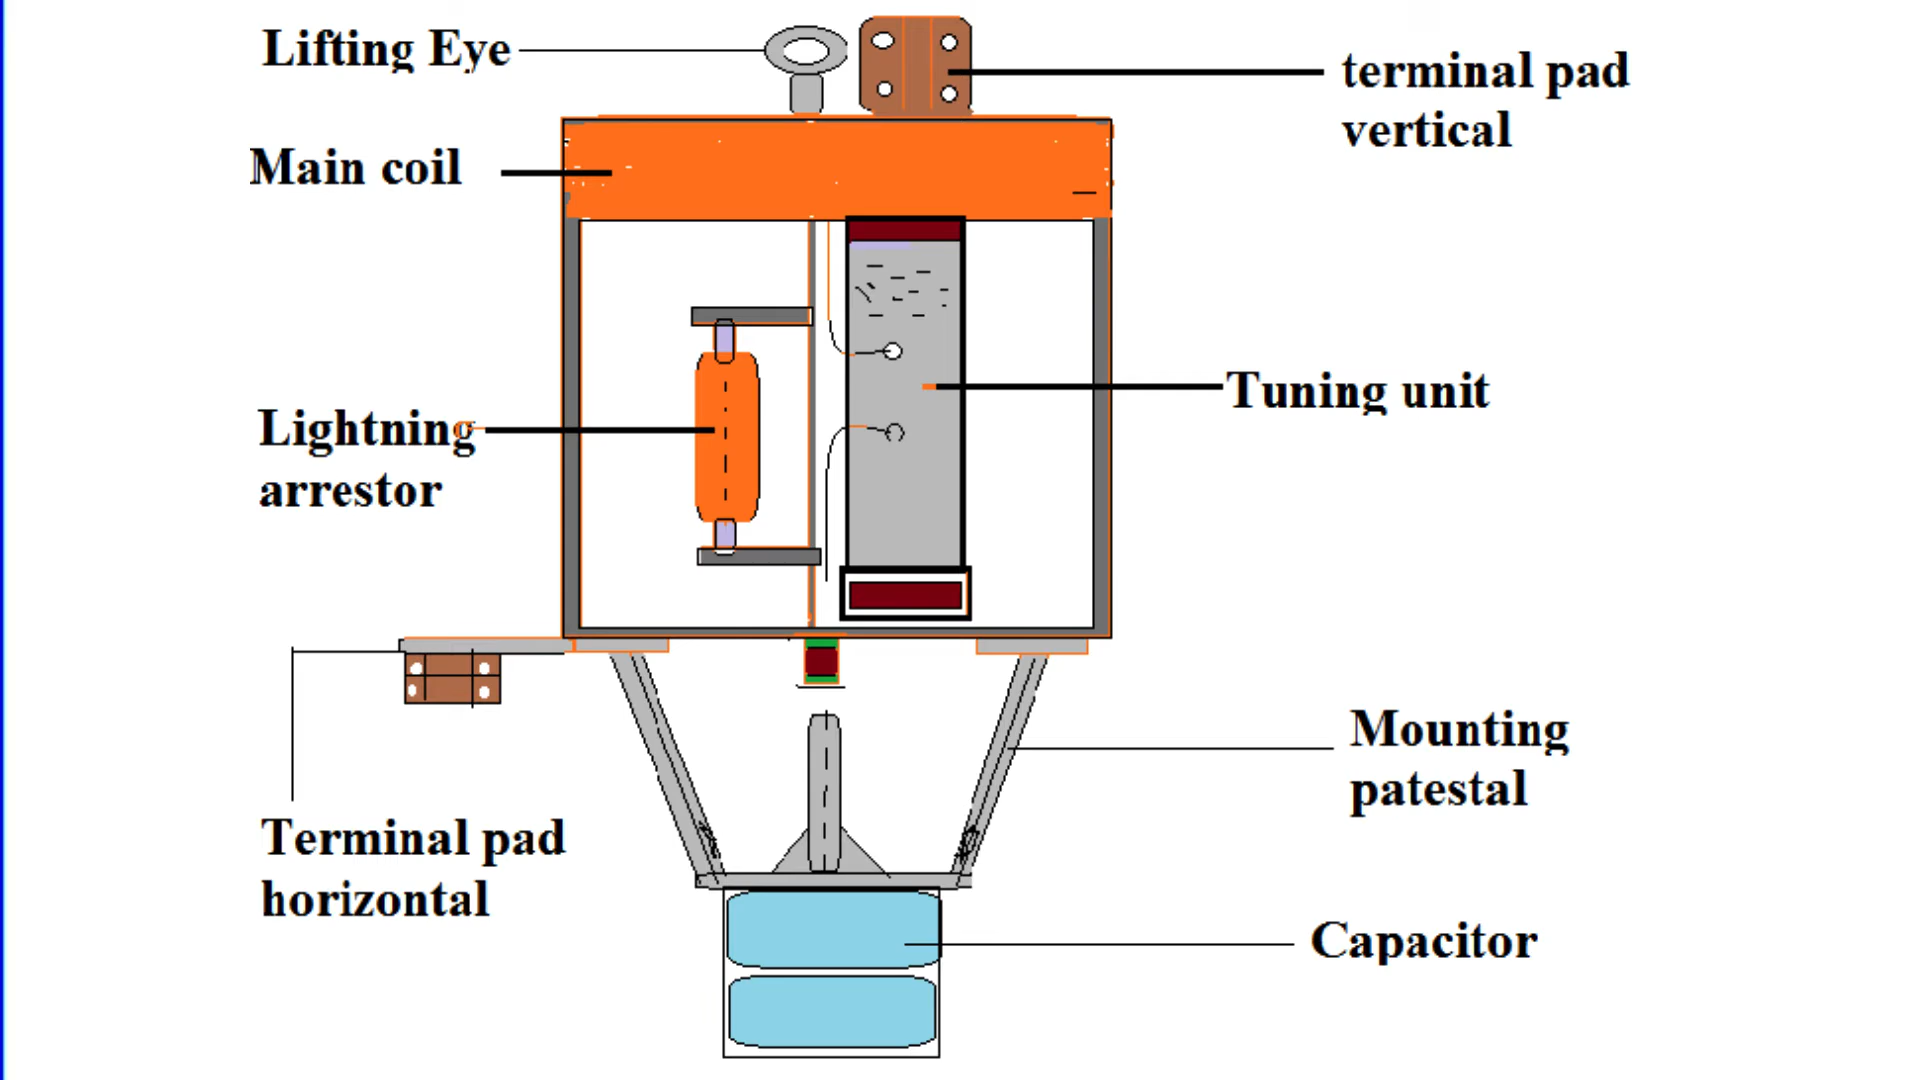 Lifting Eye
terminal pad
vertical
Main coil
Tuning unit
Lightning
arrestor
Mounting
patestal
Terminal pad
horizontal
Capacitor